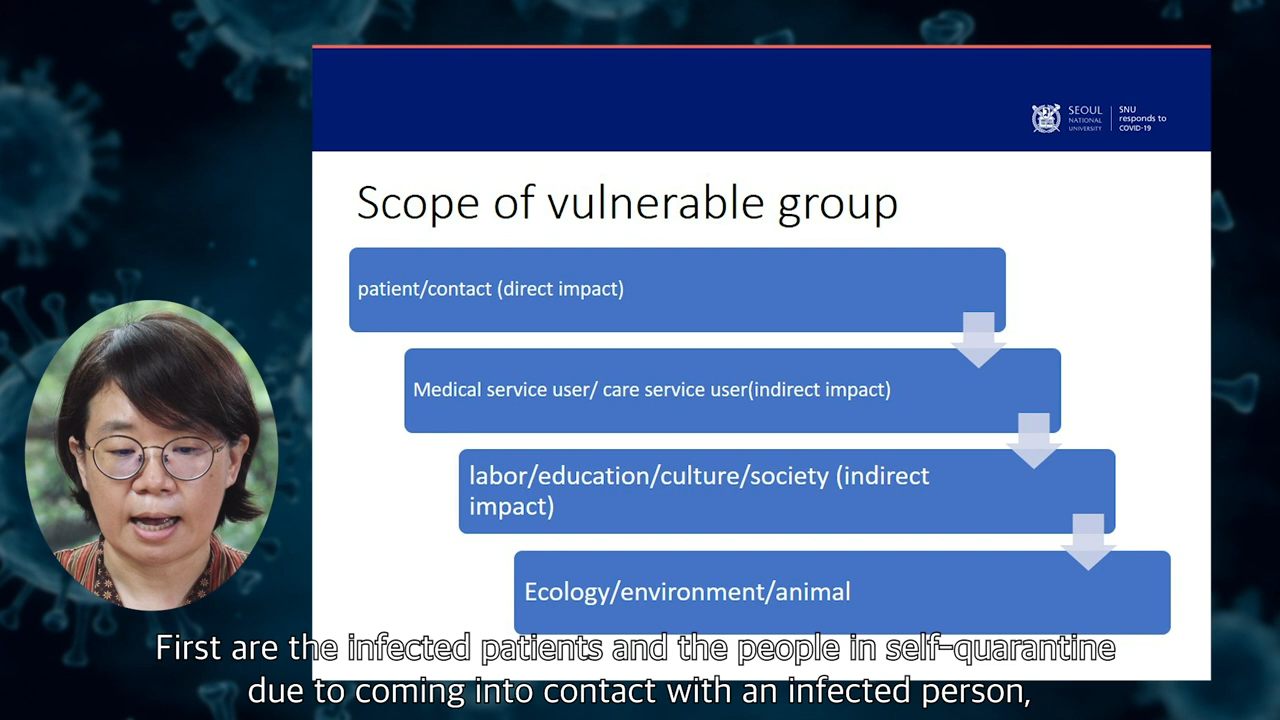 SEOUL
NATIONAL
UNIVERSITY
SNU
responds to
COVID-19
Scope of vulnerable group
patient/contact (direct impact)
Medical service user/ care service user(indirect impact)
labor/education/culture/society (indirect
impact)
Ecology/environment/animal
First are the infected patients and the people in self-quarantine
due to coming into contact with an infected person,